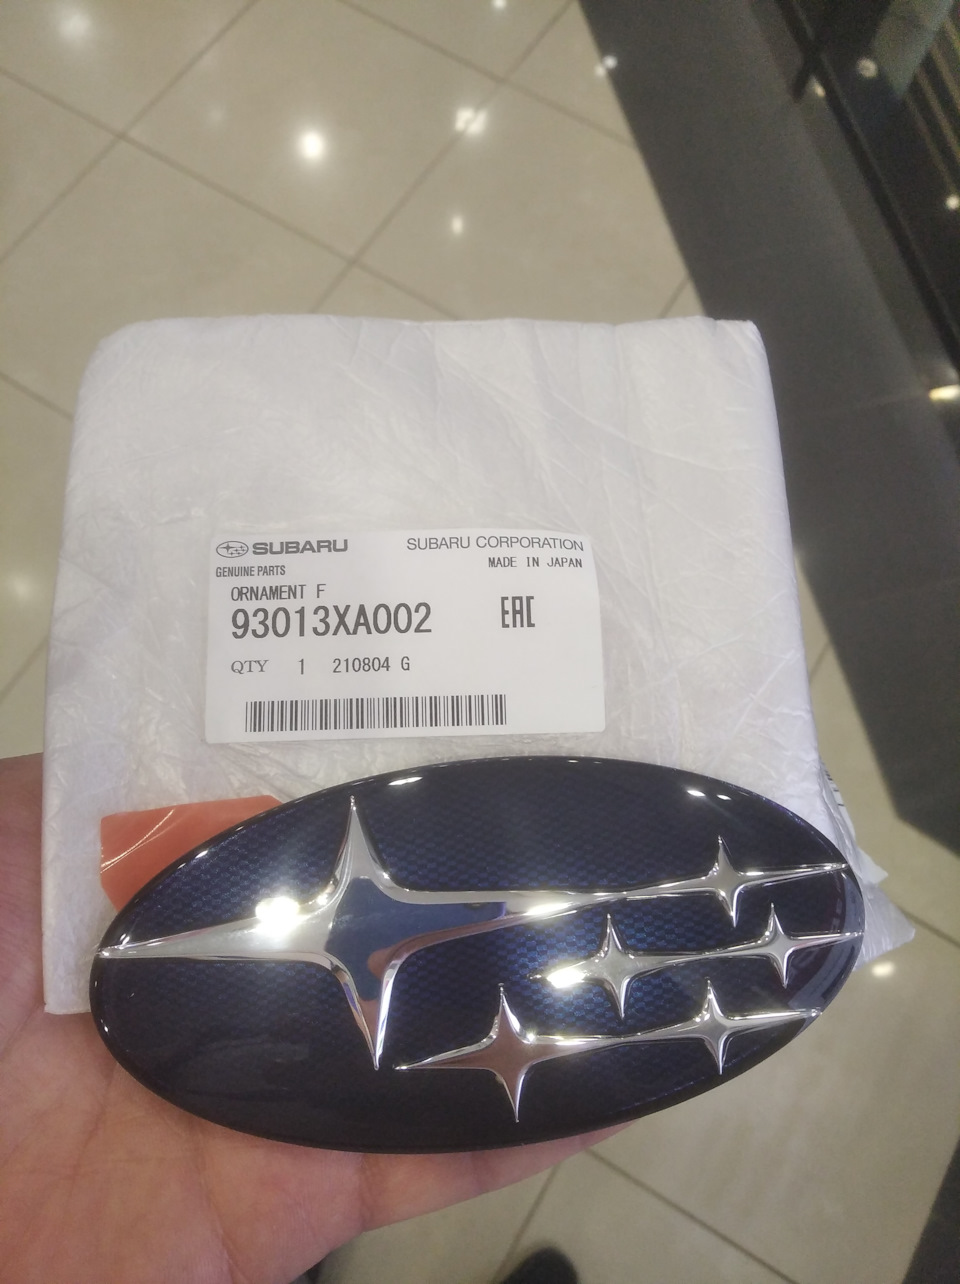 SUBARU SUBARU CORPORATION
GENUINE PARTS MADE IN JAPAN
ORNAMENT F
93013XA002 EAC
QTY 1 210804 G